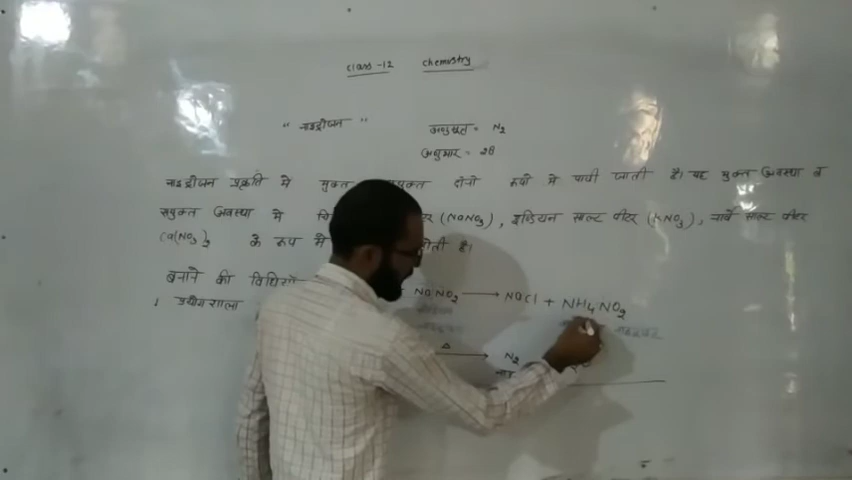 class -12 chemistry
" नाइट्रोजन " अणुसूत्र = N₂
अणुभार = 28
नाइट्रोजन प्रकृति मे मुक्त दोनो रूपो मे पायी जाती है। यह मुक्त अवस्था व
संयुक्त अवस्था मे (NaNO₃), इंडियन साल्ट पीटर (KNO₃), नार्वे साल्ट पीटर
Ca(NO₃)₂ के रूप मे होती है।
बनाने की विधियाँ
1. प्रयोगशाला NaNO₂ ⟶ NaCl + NH₄NO₂
Δ ⟶ N₂